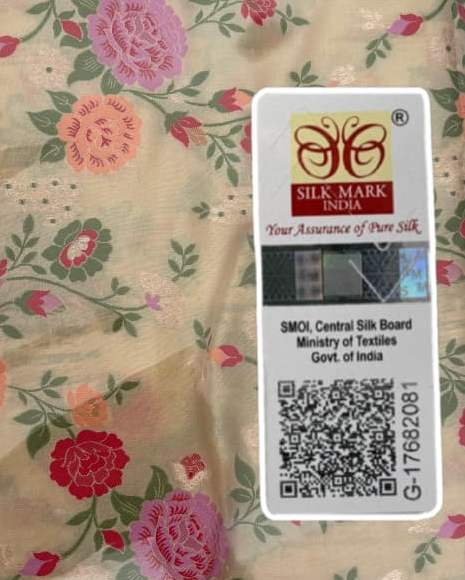 ®
SILK MARK
INDIA
Your Assurance of Pure Silk
SMOI, Central Silk Board
Ministry of Textiles
Govt. of India
G-17682081